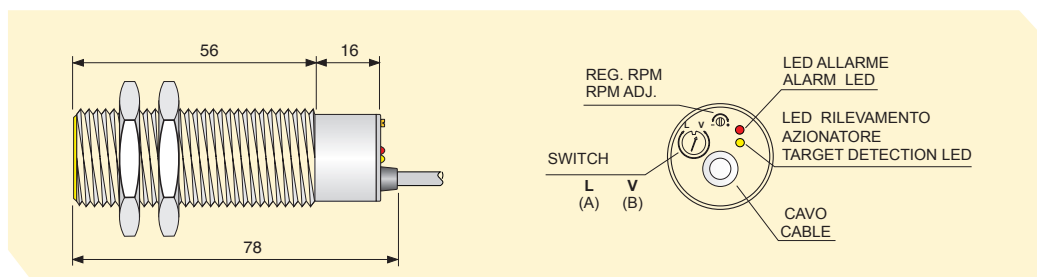 56
16
78
REG. RPM
RPM ADJ.
LED ALLARME
ALARM LED
L V
- +
LED RILEVAMENTO
AZIONATORE
TARGET DETECTION LED
SWITCH
L V
(A) (B)
CAVO
CABLE